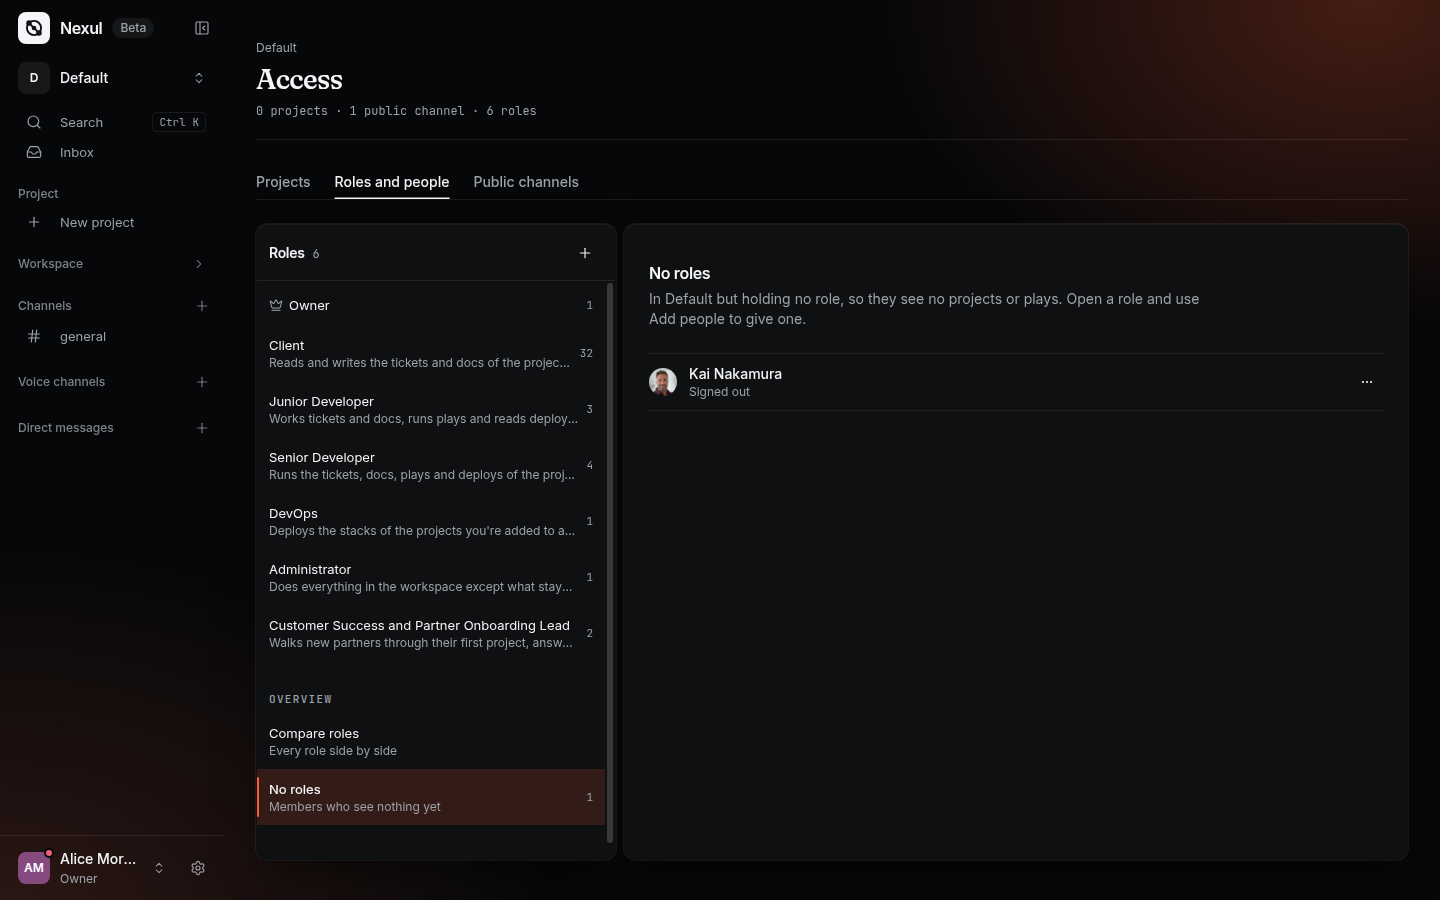 Nexul Beta
D Default
Search Ctrl K
Inbox
Project
New project
Workspace
Channels
general
Voice channels
Direct messages
AM Alice Mor...
Owner
Default
Access
0 projects · 1 public channel · 6 roles
Projects Roles and people Public channels
Roles 6
Owner 1
Client
Reads and writes the tickets and docs of the projec... 32
Junior Developer
Works tickets and docs, runs plays and reads deploy... 3
Senior Developer
Runs the tickets, docs, plays and deploys of the proj... 4
DevOps
Deploys the stacks of the projects you're added to a... 1
Administrator
Does everything in the workspace except what stay... 1
Customer Success and Partner Onboarding Lead
Walks new partners through their first project, answ... 2
OVERVIEW
Compare roles
Every role side by side
No roles
Members who see nothing yet 1
No roles
In Default but holding no role, so they see no projects or plays. Open a role and use
Add people to give one.
Kai Nakamura
Signed out